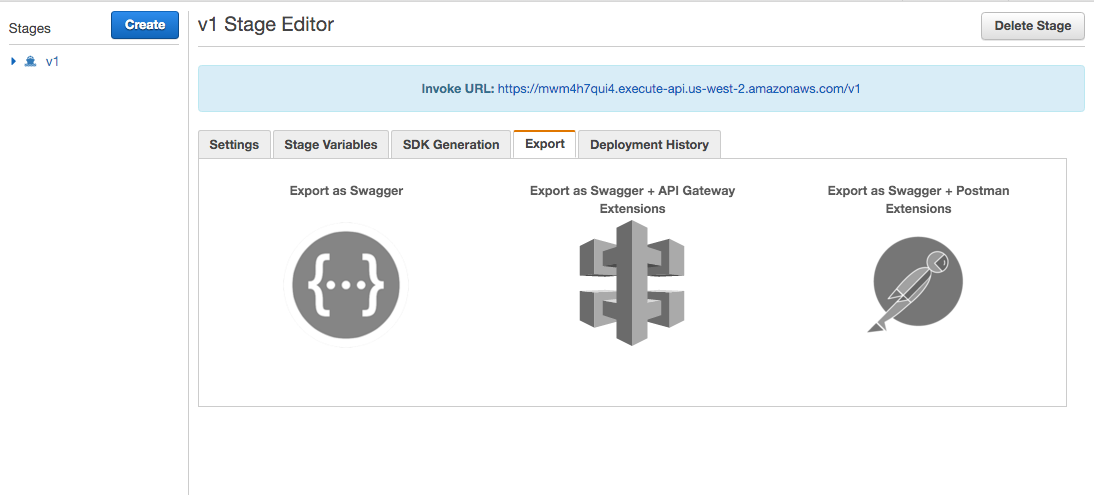 Stages
Create
v1
v1 Stage Editor
Delete Stage
Invoke URL: https://mwm4h7qui4.execute-api.us-west-2.amazonaws.com/v1
Settings
Stage Variables
SDK Generation
Export
Deployment History
Export as Swagger
Export as Swagger + API Gateway
Extensions
Export as Swagger + Postman
Extensions
{...}